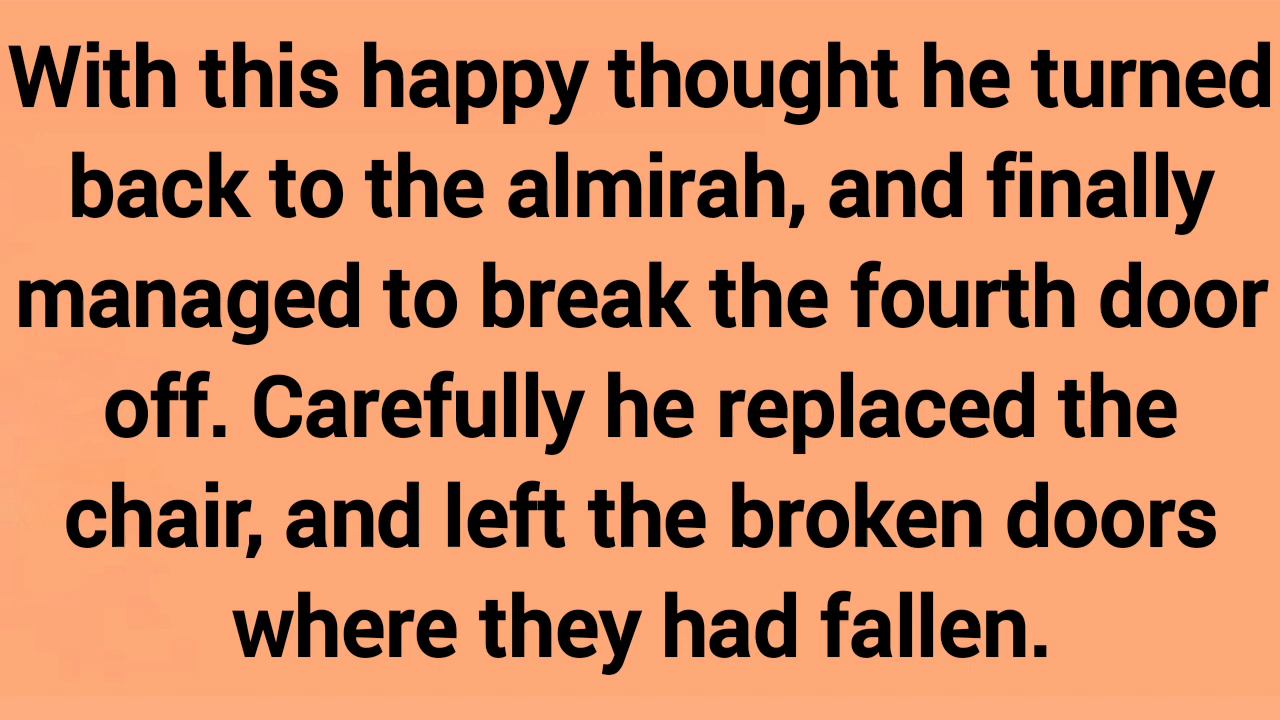 With this happy thought he turned
back to the almirah, and finally
managed to break the fourth door
off. Carefully he replaced the
chair, and left the broken doors
where they had fallen.